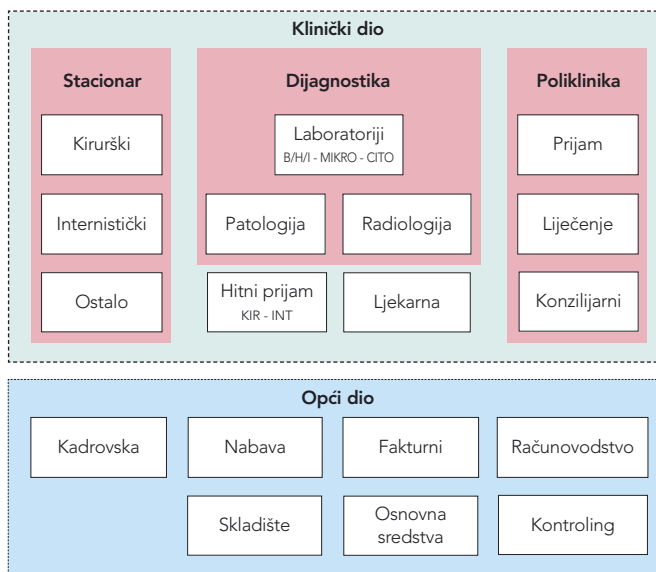 Klinički dio
Stacionar
Kirurški
Internistički
Ostalo
Dijagnostika
Laboratoriji
B/H/I - MIKRO - CITO
Patologija
Radiologija
Hitni prijam
KIR - INT
Ljekarna
Poliklinika
Prijam
Liječenje
Konzilijarni
Opći dio
Kadrovska
Nabava
Fakturni
Računovodstvo
Skladište
Osnovna
sredstva
Kontroling